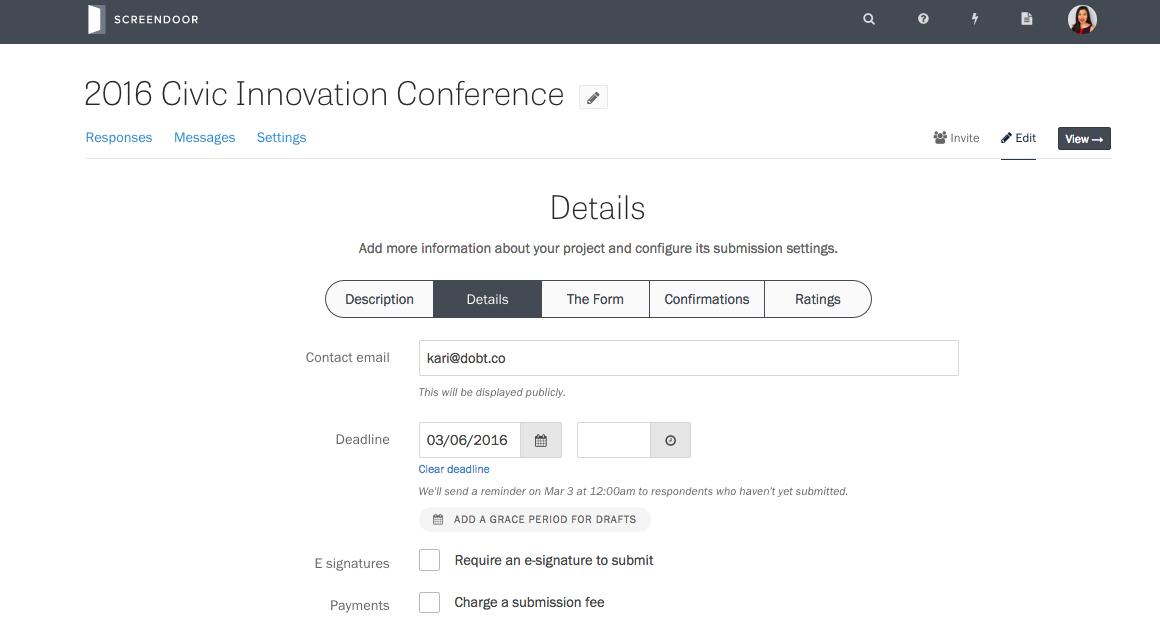 SCREENDOOR
2016 Civic Innovation Conference
Responses Messages Settings Invite Edit View→
Details
Add more information about your project and configure its submission settings.
Description Details The Form Confirmations Ratings
Contact email kari@dobt.co
This will be displayed publicly.
Deadline 03/06/2016
Clear deadline
We'll send a reminder on Mar 3 at 12:00am to respondents who haven't yet submitted.
ADD A GRACE PERIOD FOR DRAFTS
E signatures Require an e-signature to submit
Payments Charge a submission fee